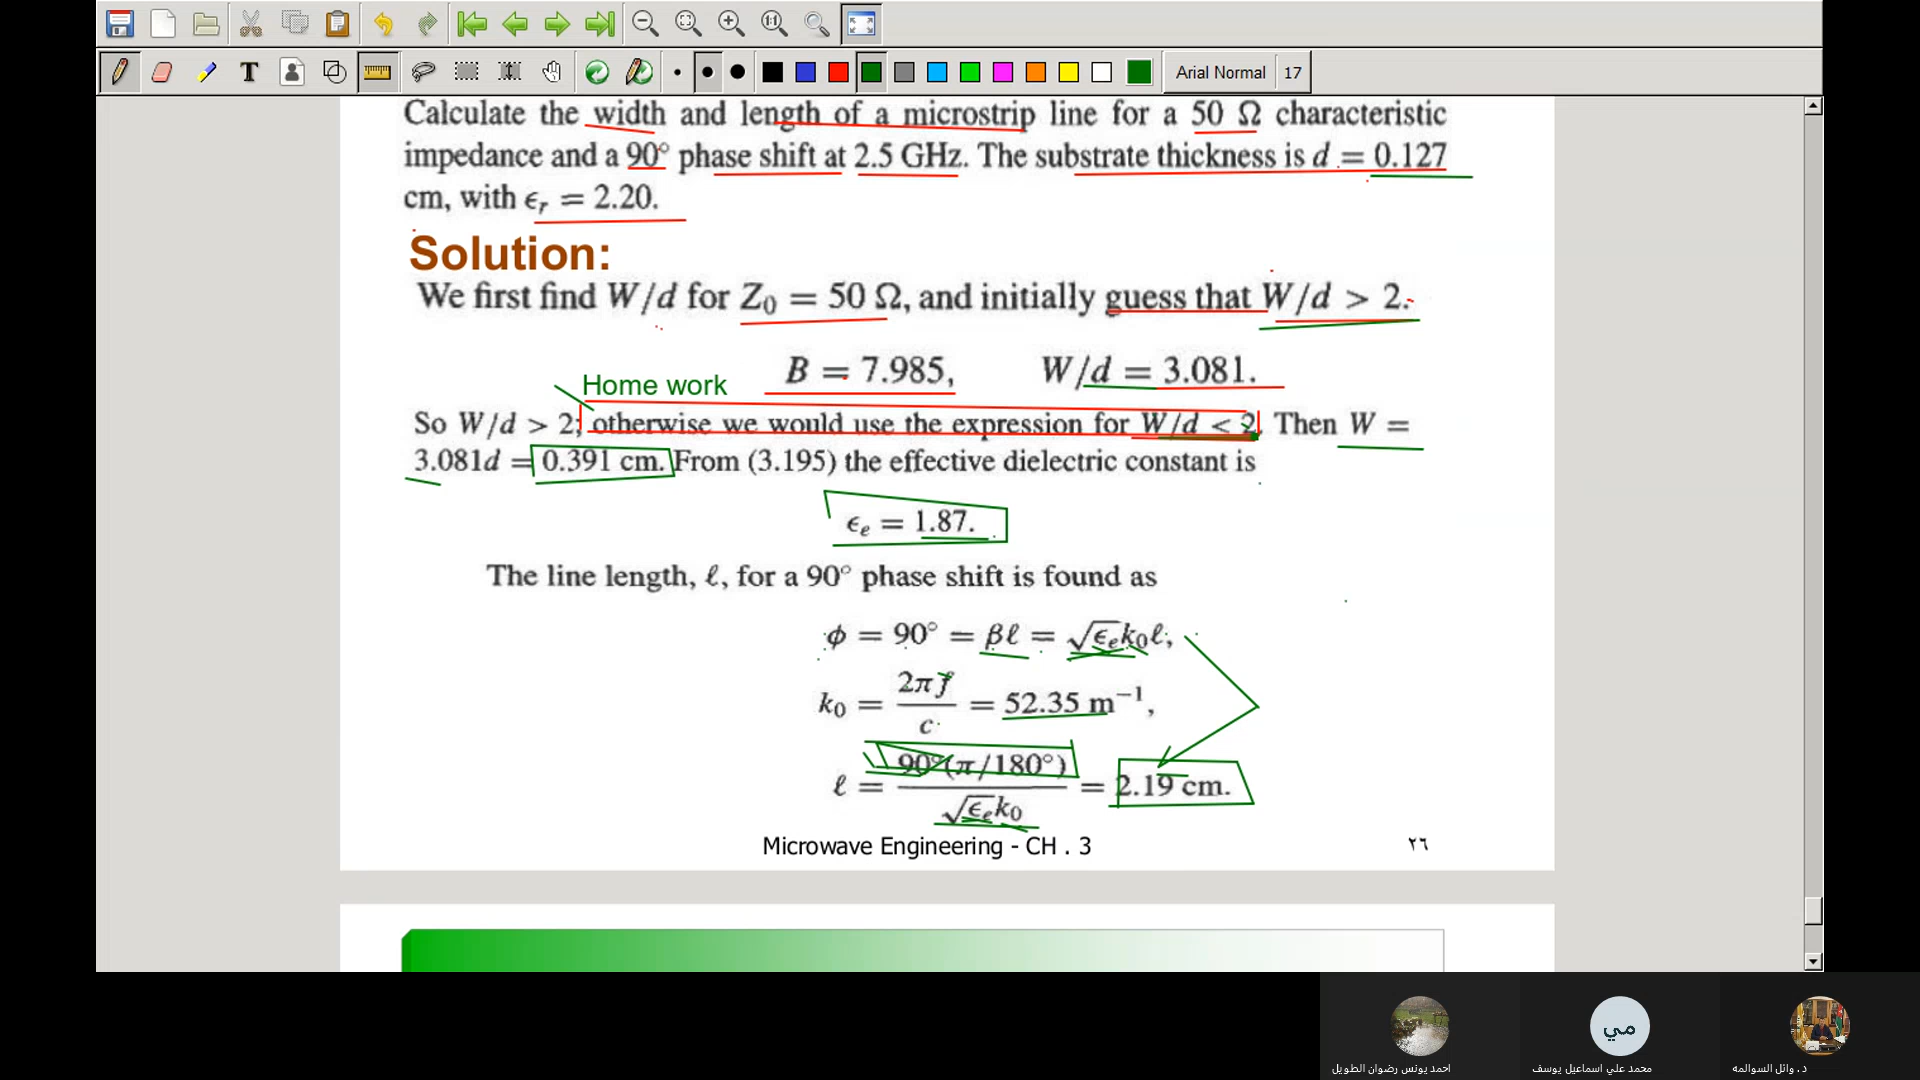 Arial Normal 17
Calculate the width and length of a microstrip line for a 50 Ω characteristic
impedance and a 90° phase shift at 2.5 GHz. The substrate thickness is d = 0.127
cm, with ϵr = 2.20.
Solution:
We first find W/d for Z0 = 50 Ω, and initially guess that W/d > 2.
B = 7.985, W/d = 3.081.
Home work
So W/d > 2; otherwise we would use the expression for W/d < 2. Then W =
3.081d = 0.391 cm. From (3.195) the effective dielectric constant is
ϵe = 1.87.
The line length, ℓ, for a 90° phase shift is found as
ϕ = 90° = βℓ = √ϵe k0ℓ,
k0 = 2πf / c = 52.35 m⁻¹,
ℓ = 90°(π/180°) / √ϵe k0 = 2.19 cm.
Microwave Engineering - CH . 3
٢٦
مي
احمد يونس رضوان الطويل
محمد علي اسماعيل يوسف
د. وائل السوالمه